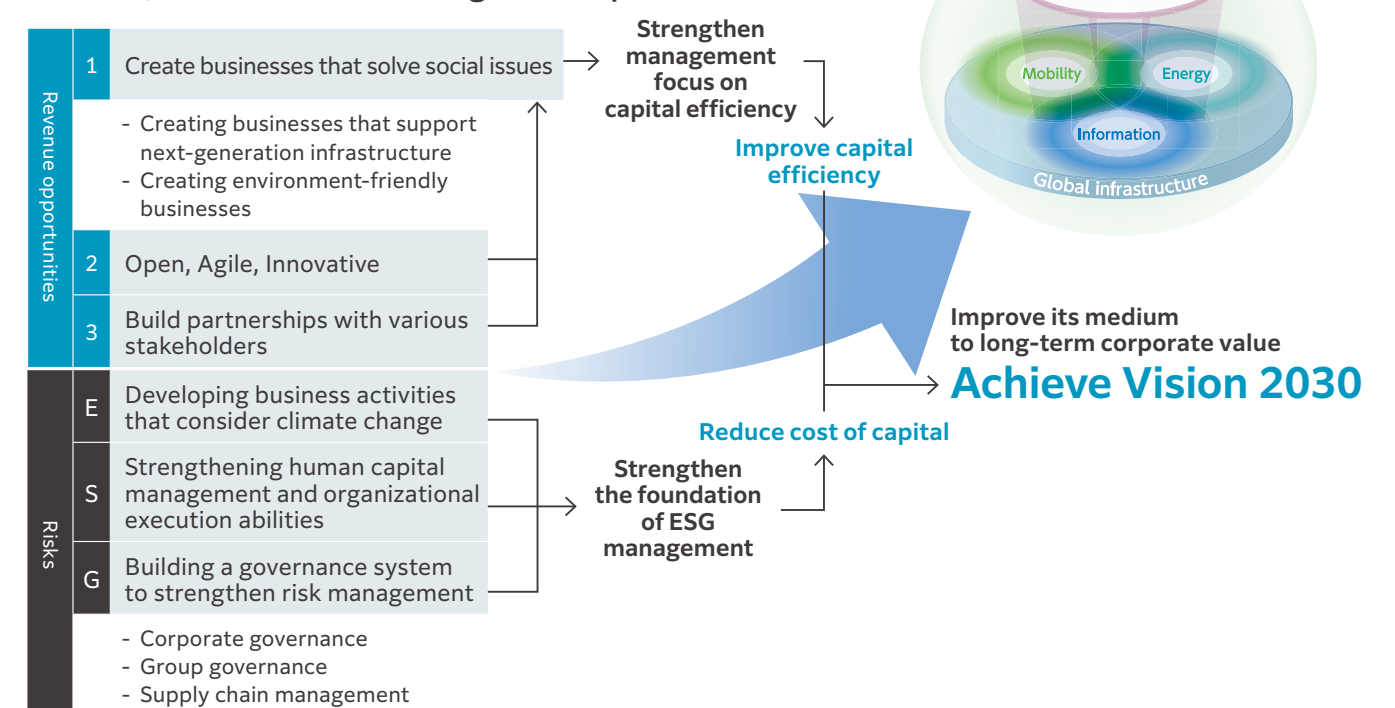 Revenue opportunities
1
Create businesses that solve social issues
- Creating businesses that support
next-generation infrastructure
- Creating environment-friendly
businesses
2
Open, Agile, Innovative
3
Build partnerships with various
stakeholders
Risks
E
Developing business activities
that consider climate change
S
Strengthening human capital
management and organizational
execution abilities
G
Building a governance system
to strengthen risk management
- Corporate governance
- Group governance
- Supply chain management
Strengthen
management
focus on
capital efficiency
Improve capital
efficiency
Reduce cost of capital
Strengthen
the foundation
of ESG
management
Mobility
Energy
Information
Global infrastructure
Improve its medium
to long-term corporate value
Achieve Vision 2030